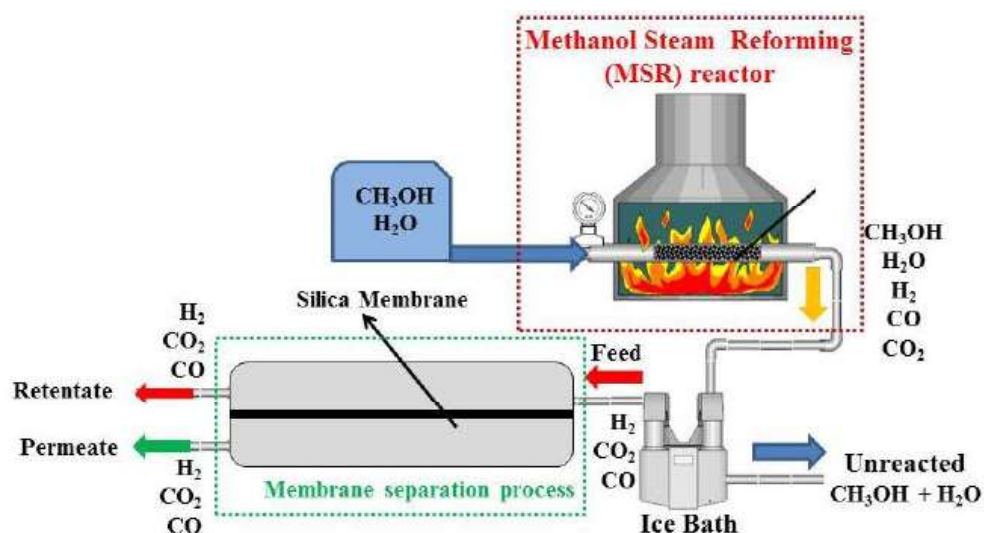 Methanol Steam Reforming
(MSR) reactor
CH₃OH
H₂O
CH₃OH
H₂O
H₂
CO
CO₂
Silica Membrane
H₂
CO₂
CO
Feed
Retentate
Permeate
H₂
CO₂
CO
H₂
CO₂
CO
Membrane separation process
Unreacted
CH₃OH + H₂O
Ice Bath